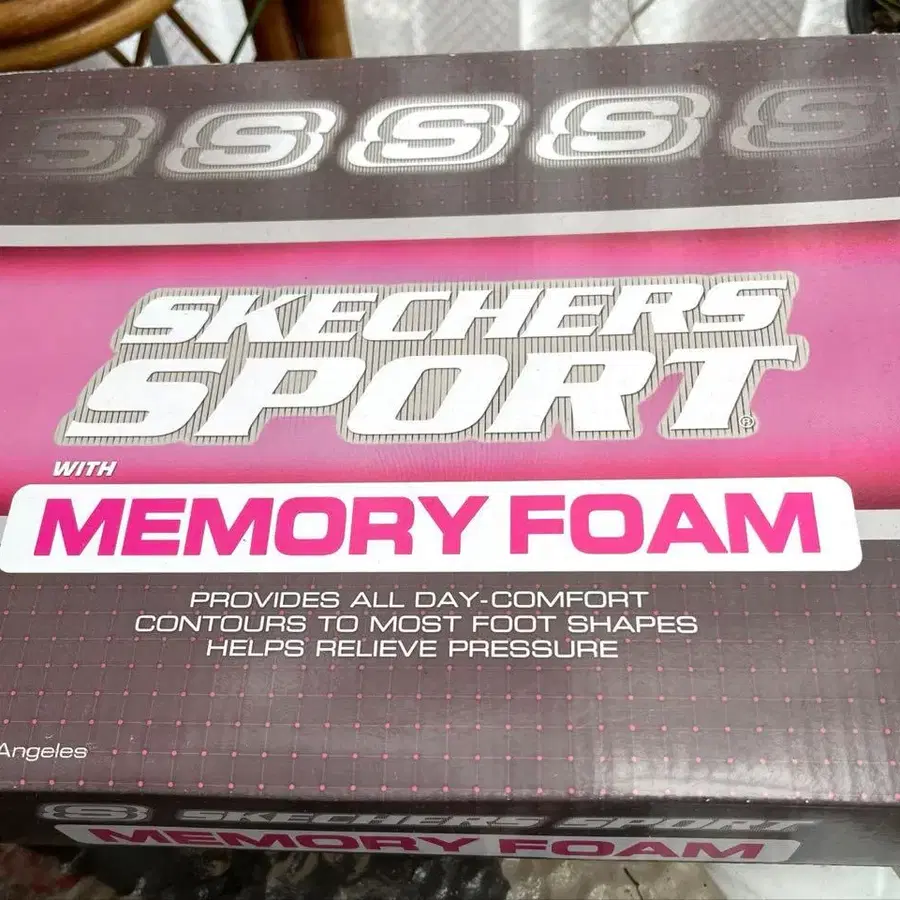 S S S S S
SKECHERS
SPORT®
WITH
MEMORY FOAM
PROVIDES ALL DAY-COMFORT
CONTOURS TO MOST FOOT SHAPES
HELPS RELIEVE PRESSURE
Angeles
S SKECHERS SPORT
MEMORY FOAM